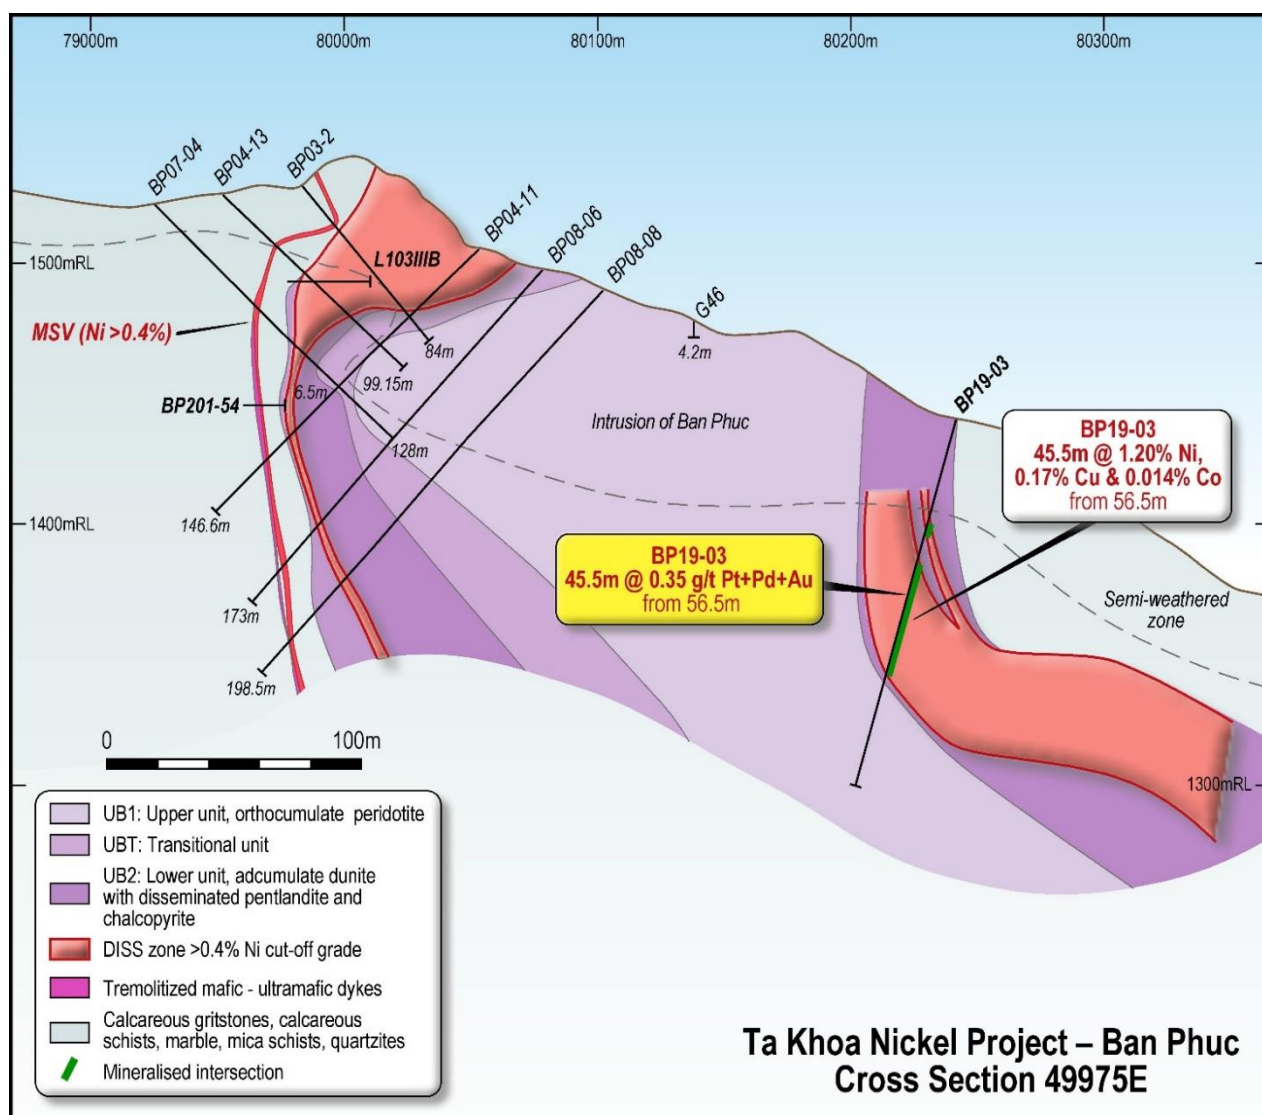 79000m
80000m
80100m
80200m
80300m
BP07-04
BP04-13
BP03-2
BP04-11
BP08-06
BP08-08
G46
4.2m
BP19-03
1500mRL
L103IIIB
MSV (Ni >0.4%)
84m
99.15m
6.5m
BP201-54
128m
Intrusion of Ban Phuc
BP19-03
45.5m @ 1.20% Ni,
0.17% Cu & 0.014% Co
from 56.5m
146.6m
1400mRL
BP19-03
45.5m @ 0.35 g/t Pt+Pd+Au
from 56.5m
173m
Semi-weathered
zone
198.5m
0
100m
1300mRL
UB1: Upper unit, orthocumulate peridotite
UBT: Transitional unit
UB2: Lower unit, adcumulate dunite
with disseminated pentlandite and
chalcopyrite
DISS zone >0.4% Ni cut-off grade
Tremolitized mafic - ultramafic dykes
Calcareous gritstones, calcareous
schists, marble, mica schists, quartzites
Mineralised intersection
Ta Khoa Nickel Project – Ban Phuc
Cross Section 49975E